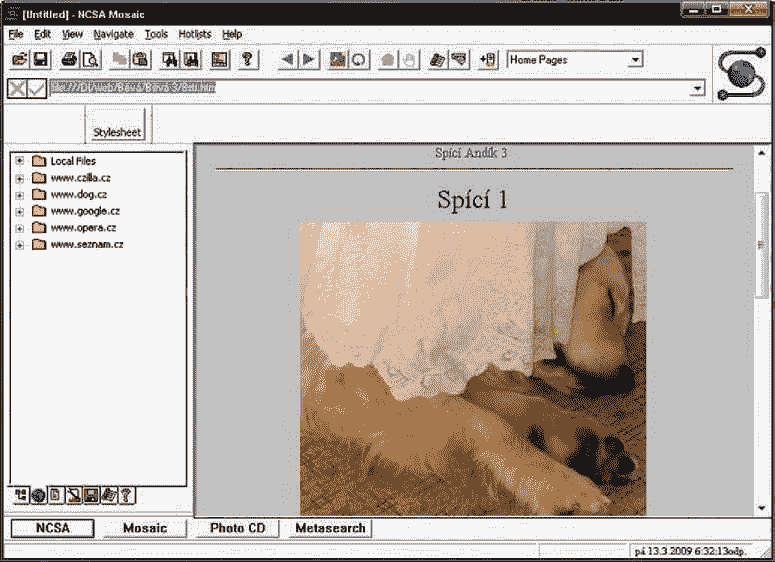 [Untitled] - NCSA Mosaic
File Edit View Navigate Tools Hotlists Help
Home Pages
Stylesheet
Local Files
www.czilla.cz
www.dog.cz
www.google.cz
www.opera.cz
www.seznam.cz
Spící Andík 3
Spící 1
NCSA Mosaic Photo CD Metasearch
pá 13.3.2009 6:32:13odp.